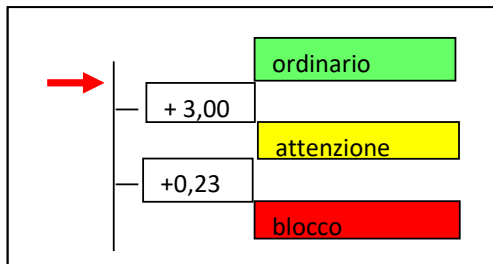 ordinario
+ 3,00
attenzione
+0,23
blocco